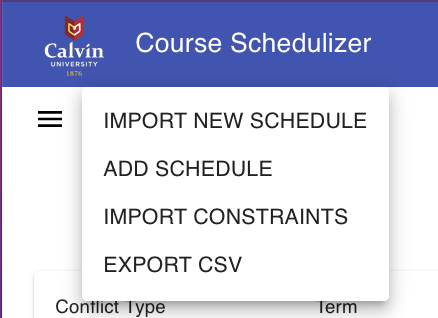 Calvin
UNIVERSITY
1876
Course Schedulizer
IMPORT NEW SCHEDULE
ADD SCHEDULE
IMPORT CONSTRAINTS
EXPORT CSV
Conflict Type
Term